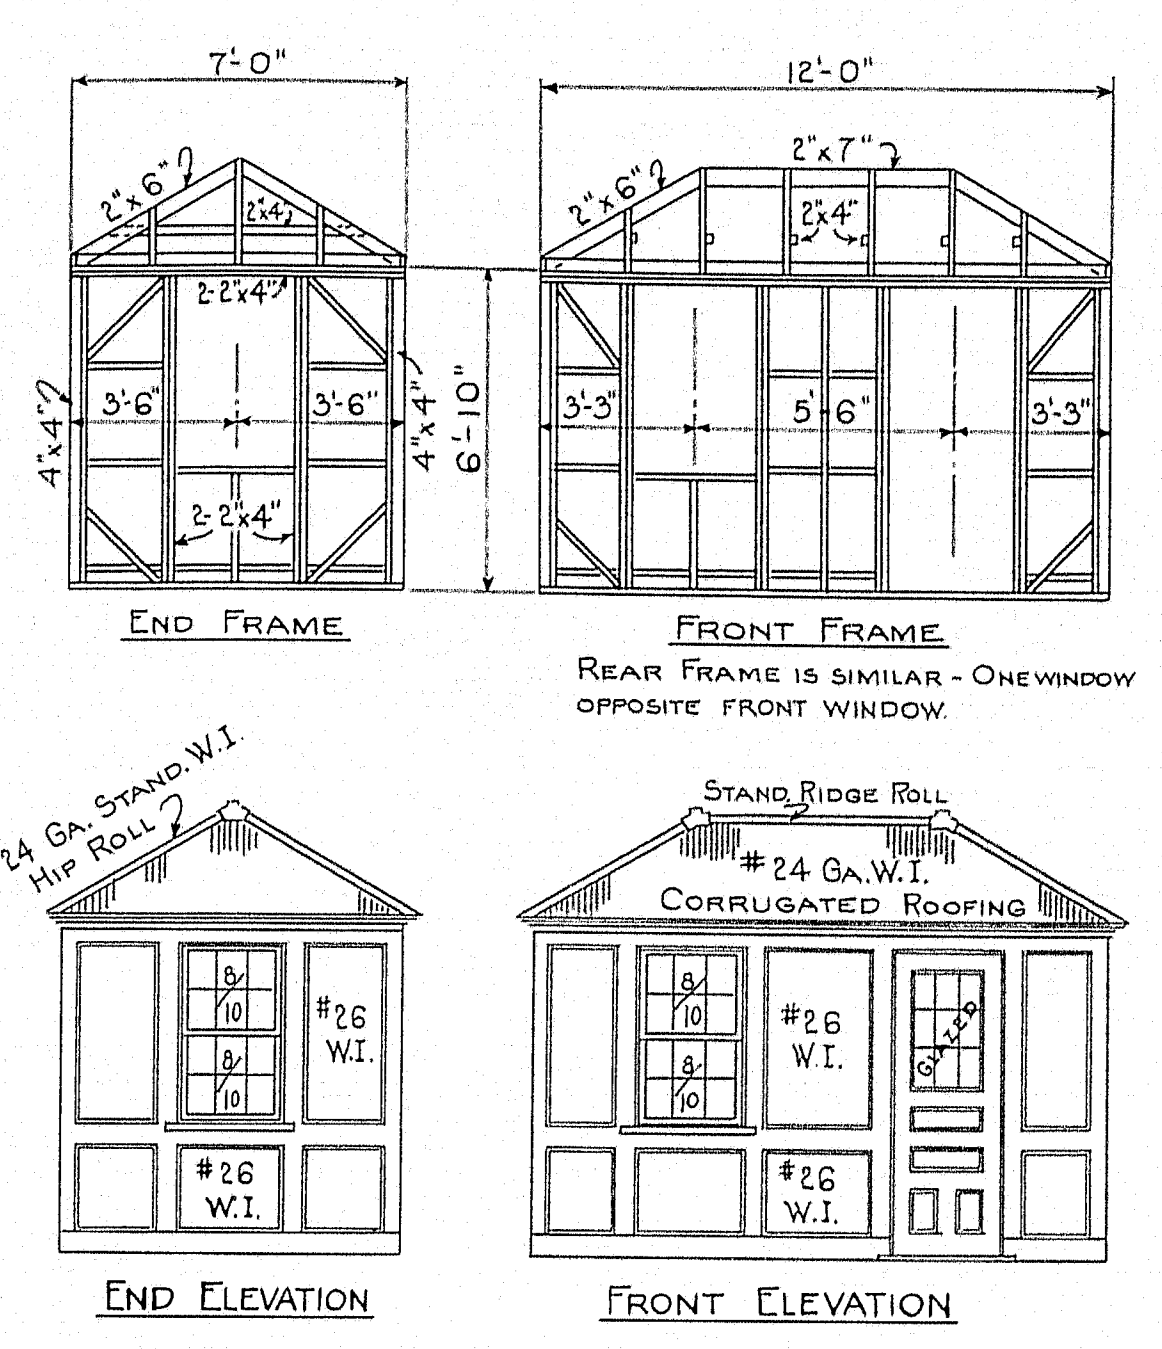 7'-0"
12'-0"
2"x6"
2"x4"
2"x6"
2"x7"
2"x4"
2-2"x4"
4"x4"
3'-6"
3'-6"
4"x4"
6'-10"
3'-3"
5'-6"
3'-3"
2-2"x4"
END FRAME
FRONT FRAME
REAR FRAME IS SIMILAR - ONE WINDOW
OPPOSITE FRONT WINDOW.
24 GA. STAND. W.I.
HIP ROLL
STAND. RIDGE ROLL
#24 GA. W.I.
CORRUGATED ROOFING
8/10
8/10
#26
W.I.
#26
W.I.
8/10
8/10
#26
W.I.
GLAZED
#26
W.I.
END ELEVATION
FRONT ELEVATION